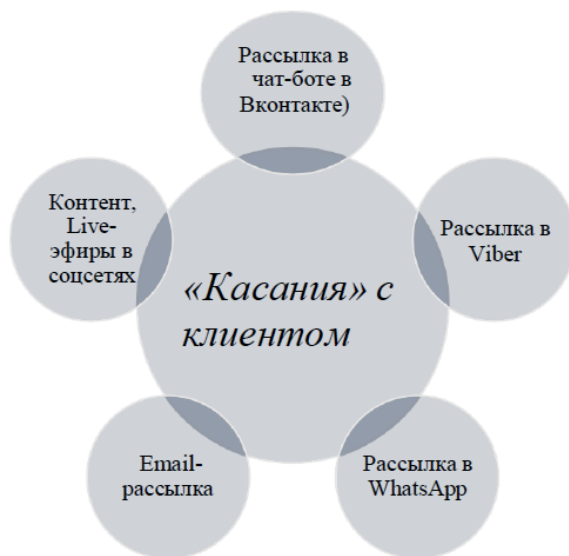 Рассылка в
чат-боте в
Вконтакте)
Контент,
Live-
эфиры в
соцсетях
Рассылка в
Viber
«Касания» с
клиентом
Email-
рассылка
Рассылка в
WhatsApp